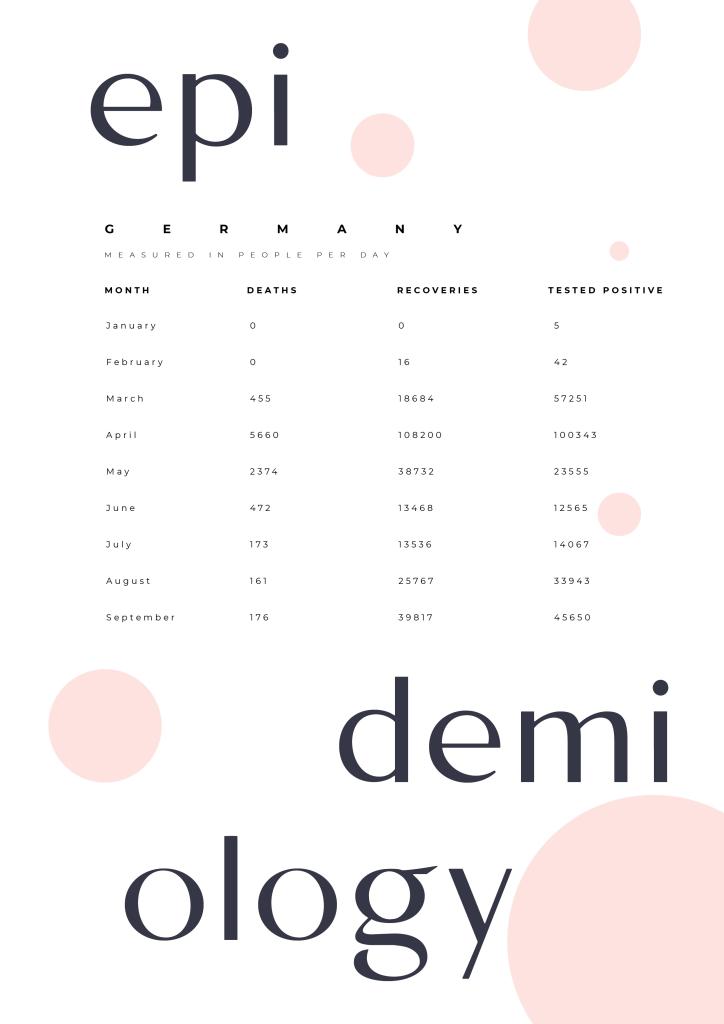 epi
GERMANY
MEASURED IN PEOPLE PER DAY
MONTH DEATHS RECOVERIES TESTED POSITIVE
January 0 0 5
February 0 16 42
March 455 18684 57251
April 5660 108200 100343
May 2374 38732 23555
June 472 13468 12565
July 173 13536 14067
August 161 25767 33943
September 176 39817 45650
demi
ology